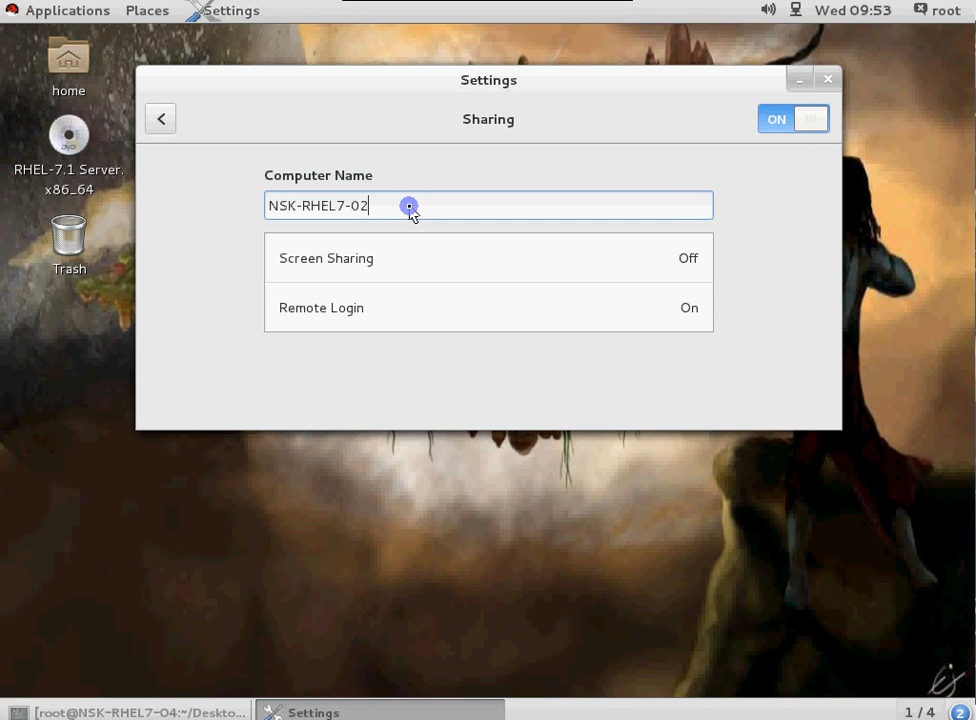 Applications Places Settings Wed 09:53 root
home
RHEL-7.1 Server.
x86_64
Trash
Settings
Sharing
ON
Computer Name
NSK-RHEL7-02
Screen Sharing Off
Remote Login On
[root@NSK-RHEL7-04:~/Deskto... Settings 1 / 4 2